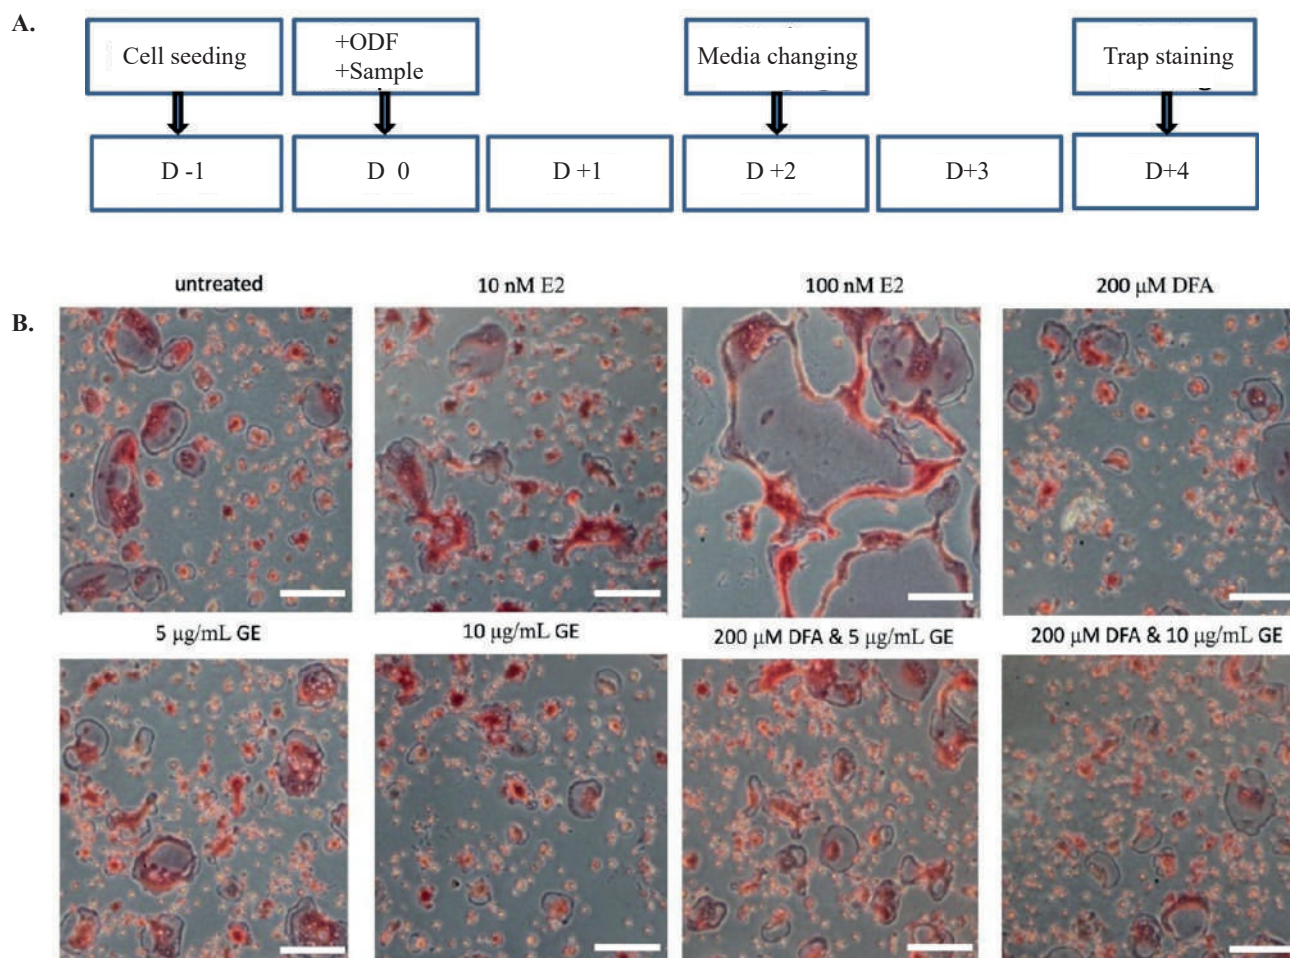 A.
Cell seeding
+ODF
+Sample
Media changing
Trap staining
D -1
D 0
D +1
D +2
D+3
D+4
B.
untreated
10 nM E2
100 nM E2
200 μM DFA
5 μg/mL GE
10 μg/mL GE
200 μM DFA & 5 μg/mL GE
200 μM DFA & 10 μg/mL GE